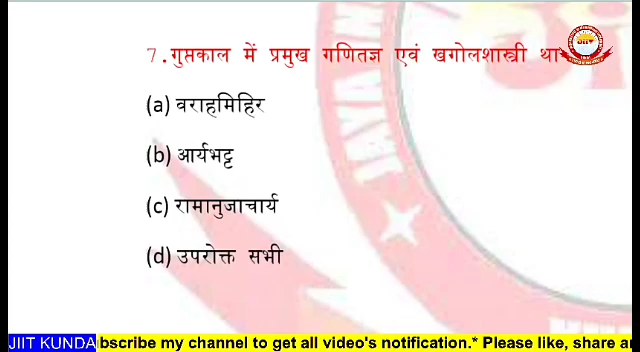 7.गुप्तकाल में प्रमुख गणितज्ञ एवं खगोलशास्त्री था
(a) वराहमिहिर
(b) आर्यभट्ट
(c) रामानुजाचार्य
(d) उपरोक्त सभी
JIIT KUNDA bscribe my channel to get all video's notification.* Please like, share an